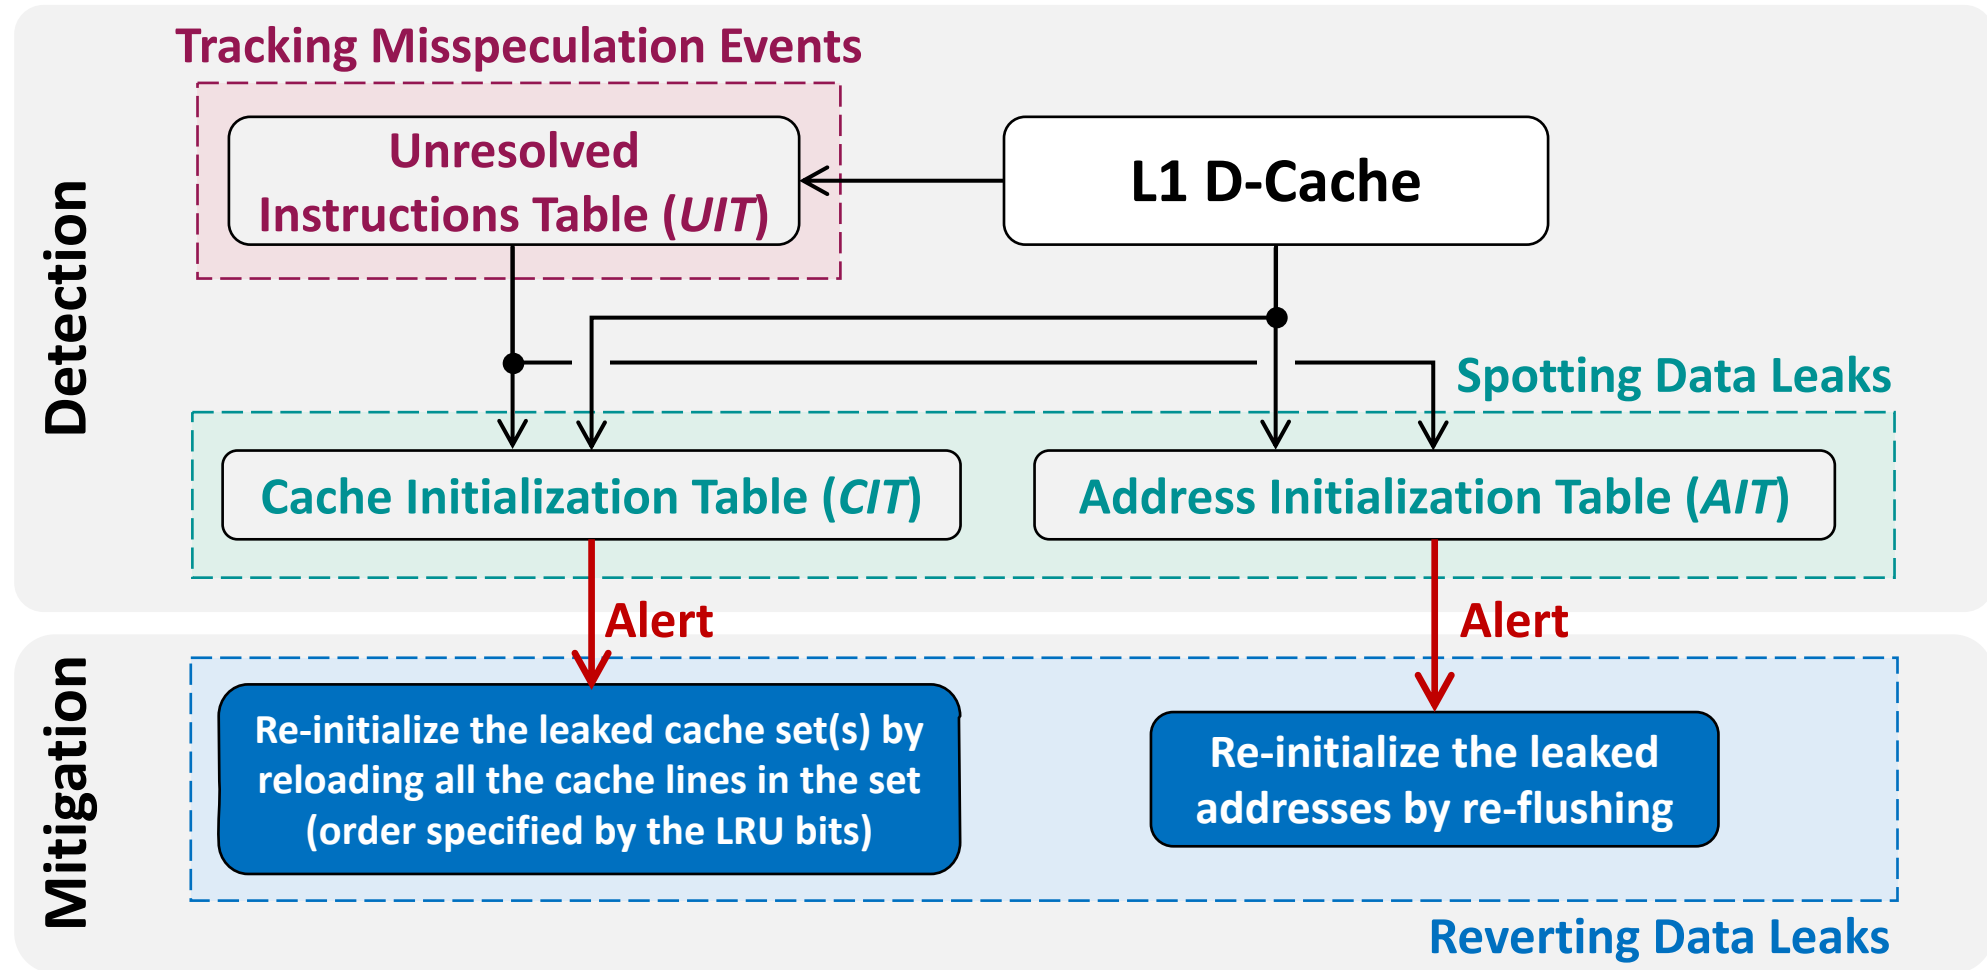 Tracking Misspeculation Events
Unresolved
Instructions Table (UIT)
L1 D-Cache
Detection
Spotting Data Leaks
Cache Initialization Table (CIT)
Address Initialization Table (AIT)
Alert
Alert
Mitigation
Re-initialize the leaked cache set(s) by
reloading all the cache lines in the set
(order specified by the LRU bits)
Re-initialize the leaked
addresses by re-flushing
Reverting Data Leaks